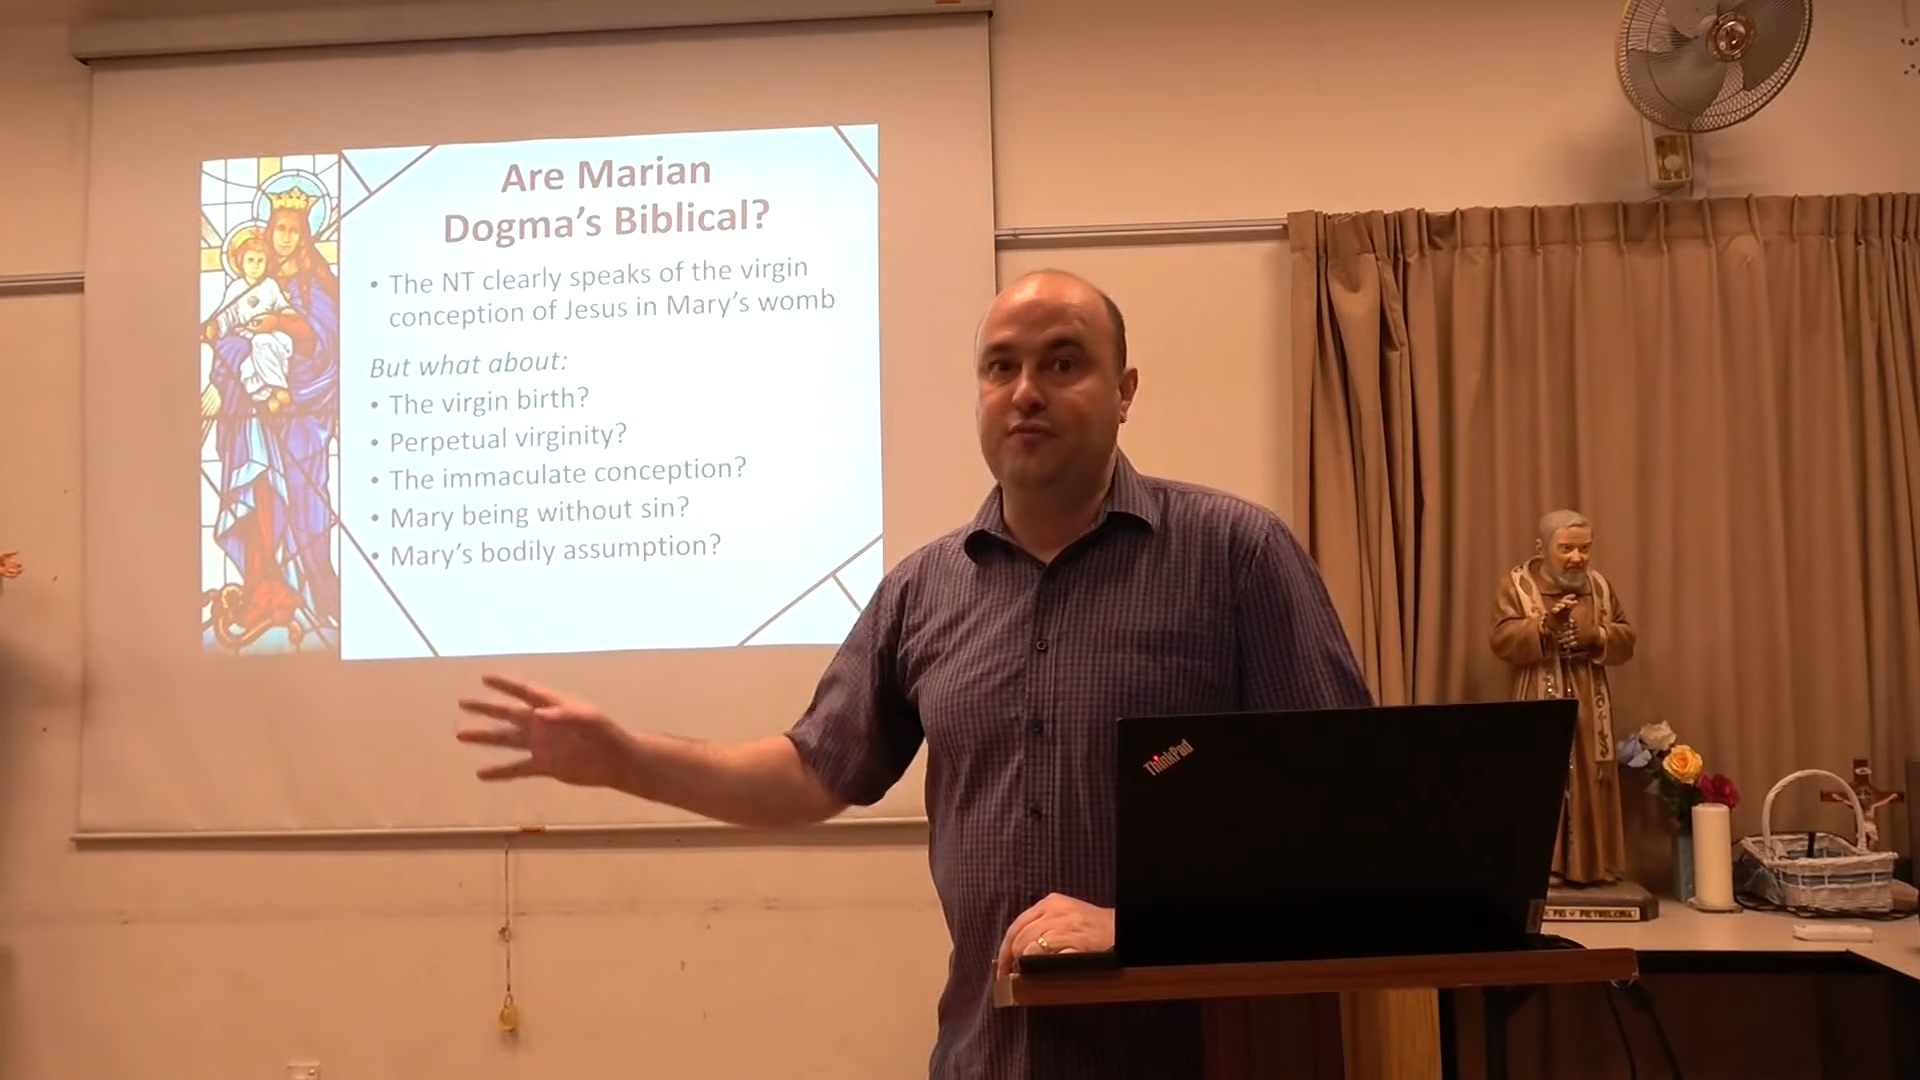 Are Marian
Dogma's Biblical?
• The NT clearly speaks of the virgin
conception of Jesus in Mary's womb
But what about:
• The virgin birth?
• Perpetual virginity?
• The immaculate conception?
• Mary being without sin?
• Mary's bodily assumption?
ThinkPad